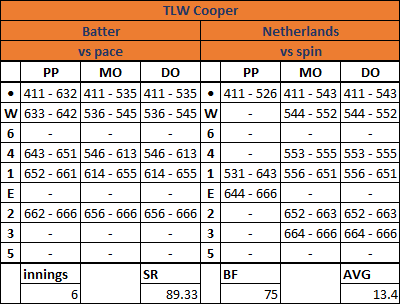 TLW Cooper
Batter Netherlands
vs pace vs spin
PP MO DO PP MO DO
• 411 - 632 411 - 535 411 - 535 • 411 - 526 411 - 543 411 - 543
W 633 - 642 536 - 545 536 - 545 W - 544 - 552 544 - 552
6 - - - 6 - - -
4 643 - 651 546 - 613 546 - 613 4 - 553 - 555 553 - 555
1 652 - 661 614 - 655 614 - 655 1 531 - 643 556 - 651 556 - 651
E - - - E 644 - 666 - -
2 662 - 666 656 - 666 656 - 666 2 - 652 - 663 652 - 663
3 - - - 3 - 664 - 666 664 - 666
5 - - - 5 - - -
innings SR BF AVG
6 89.33 75 13.4